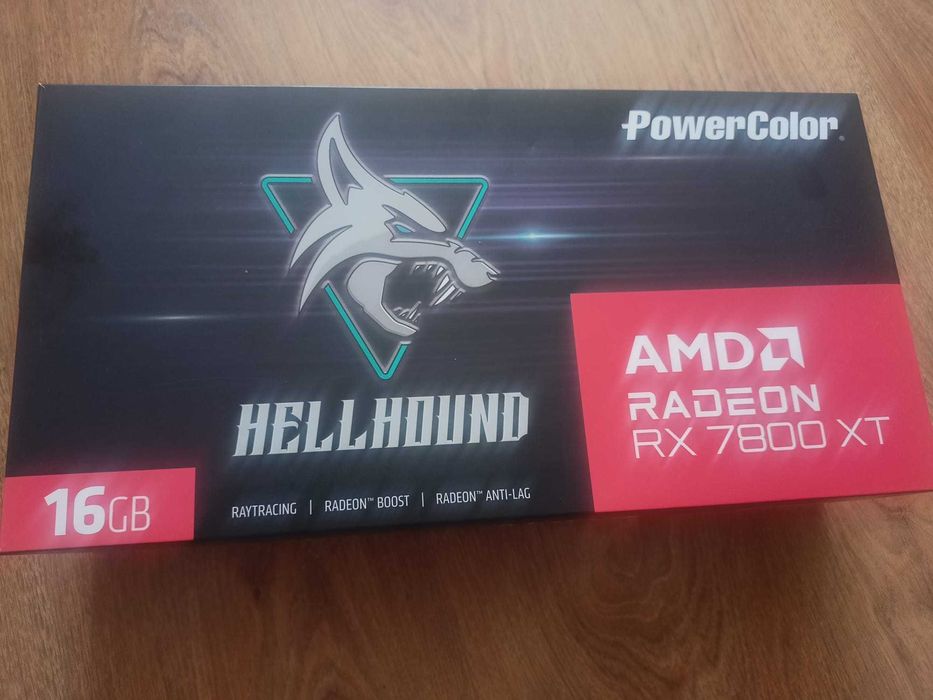 PowerColor
HELLHOUND
AMD
RADEON
RX 7800 XT
16GB
RAYTRACING | RADEON™ BOOST | RADEON™ ANTI-LAG